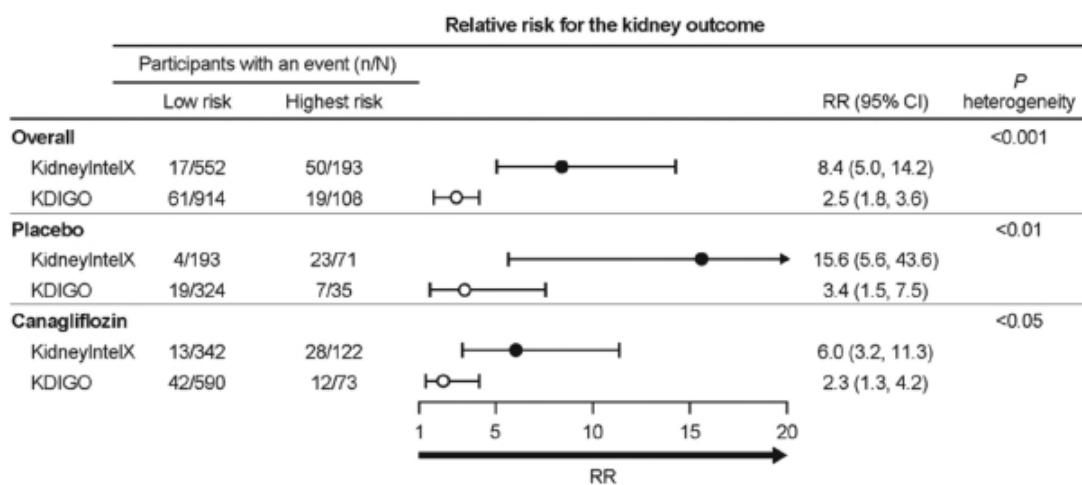 Relative risk for the kidney outcome
Participants with an event (n/N)
Low risk Highest risk RR (95% CI) P heterogeneity
Overall <0.001
KidneyIntelX 17/552 50/193 8.4 (5.0, 14.2)
KDIGO 61/914 19/108 2.5 (1.8, 3.6)
Placebo <0.01
KidneyIntelX 4/193 23/71 15.6 (5.6, 43.6)
KDIGO 19/324 7/35 3.4 (1.5, 7.5)
Canagliflozin <0.05
KidneyIntelX 13/342 28/122 6.0 (3.2, 11.3)
KDIGO 42/590 12/73 2.3 (1.3, 4.2)
1 5 10 15 20
RR